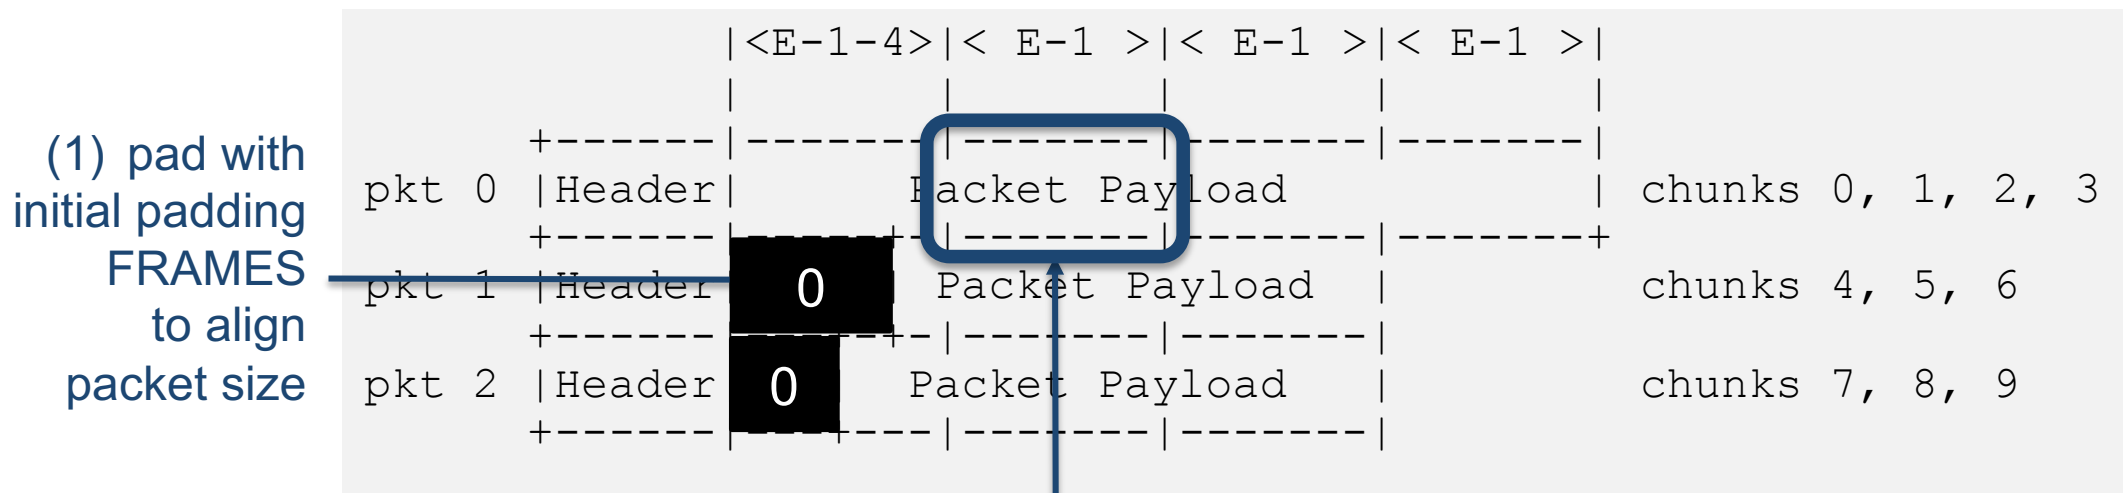 |<E-1-4>|< E-1 >|< E-1 >|< E-1 >|
| | | | |
+------|-------|-------|-------|-------|
pkt 0 |Header| Packet Payload | chunks 0, 1, 2, 3
+------|-----+-|-------|-------|-------+
pkt 1 |Header 0 | Packet Payload | chunks 4, 5, 6
+------|-----+-|-------|-------|
pkt 2 |Header 0 Packet Payload | chunks 7, 8, 9
+------|---+---|-------|-------|
(1) pad with
initial padding
FRAMES
to align
packet size